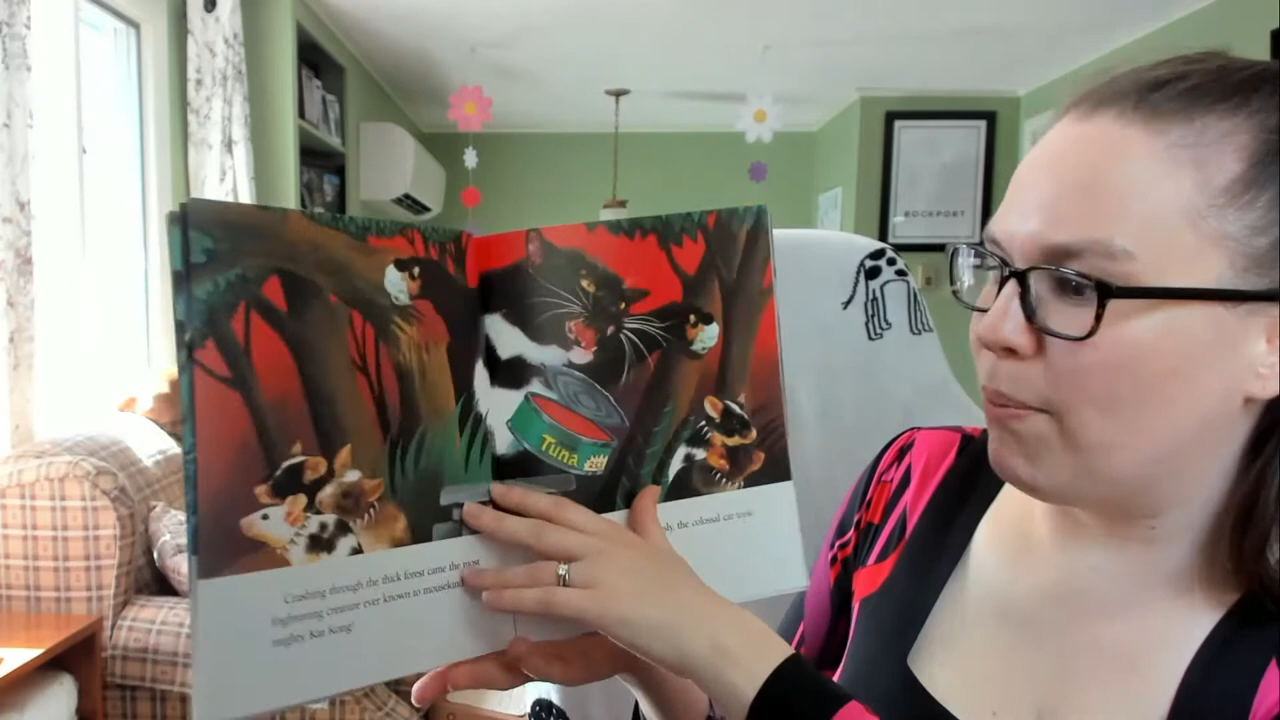 ROCKPORT
Tuna
Crashing through the thick forest came the most
frightening creature ever known to mousekind
mighty Kat Kong!
the colossal cat